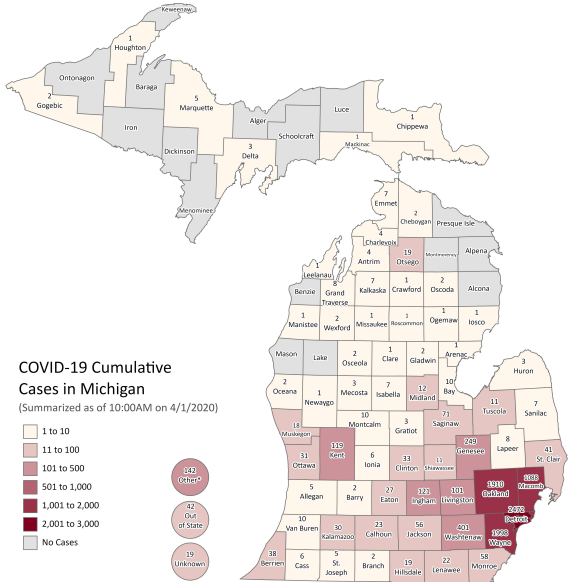 Keweenaw
1
Houghton
Ontonagon
2
Gogebic
Baraga
5
Marquette
Iron
Dickinson
Menominee
Alger
3
Delta
Schoolcraft
Luce
1
Mackinac
1
Chippewa
7
Emmet
2
Cheboygan
Presque Isle
4
Charlevoix
4
Antrim
19
Otsego
Montmorency
Alpena
1
Leelanau
Benzie
8
Grand
Traverse
7
Kalkaska
1
Crawford
2
Oscoda
Alcona
1
Manistee
2
Wexford
1
Missaukee
1
Roscommon
1
Ogemaw
1
Iosco
Mason
Lake
2
Osceola
1
Clare
2
Gladwin
1
Arenac
3
Huron
2
Oceana
1
Newaygo
3
Mecosta
7
Isabella
12
Midland
10
Bay
11
Tuscola
7
Sanilac
18
Muskegon
10
Montcalm
3
Gratiot
71
Saginaw
31
Ottawa
119
Kent
6
Ionia
33
Clinton
11
Shiawassee
249
Genesee
8
Lapeer
41
St. Clair
5
Allegan
2
Barry
27
Eaton
121
Ingham
101
Livingston
1910
Oakland
1088
Macomb
2472
Detroit
10
Van Buren
30
Kalamazoo
23
Calhoun
56
Jackson
401
Washtenaw
1998
Wayne
38
Berrien
6
Cass
5
St.
Joseph
2
Branch
19
Hillsdale
22
Lenawee
58
Monroe
COVID-19 Cumulative
Cases in Michigan
(Summarized as of 10:00AM on 4/1/2020)
1 to 10
11 to 100
101 to 500
501 to 1,000
1,001 to 2,000
2,001 to 3,000
No Cases
142
Other*
42
Out
of State
19
Unknown